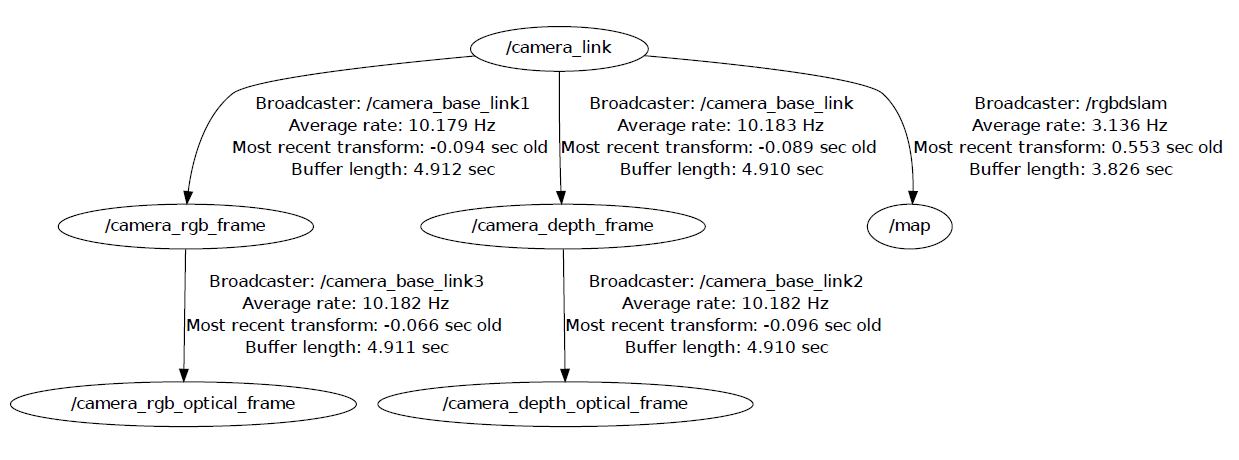 /camera_link
Broadcaster: /camera_base_link1
Average rate: 10.179 Hz
Most recent transform: -0.094 sec old
Buffer length: 4.912 sec
Broadcaster: /camera_base_link
Average rate: 10.183 Hz
Most recent transform: -0.089 sec old
Buffer length: 4.910 sec
Broadcaster: /rgbdslam
Average rate: 3.136 Hz
Most recent transform: 0.553 sec old
Buffer length: 3.826 sec
/camera_rgb_frame
/camera_depth_frame
/map
Broadcaster: /camera_base_link3
Average rate: 10.182 Hz
Most recent transform: -0.066 sec old
Buffer length: 4.911 sec
Broadcaster: /camera_base_link2
Average rate: 10.182 Hz
Most recent transform: -0.096 sec old
Buffer length: 4.910 sec
/camera_rgb_optical_frame
/camera_depth_optical_frame